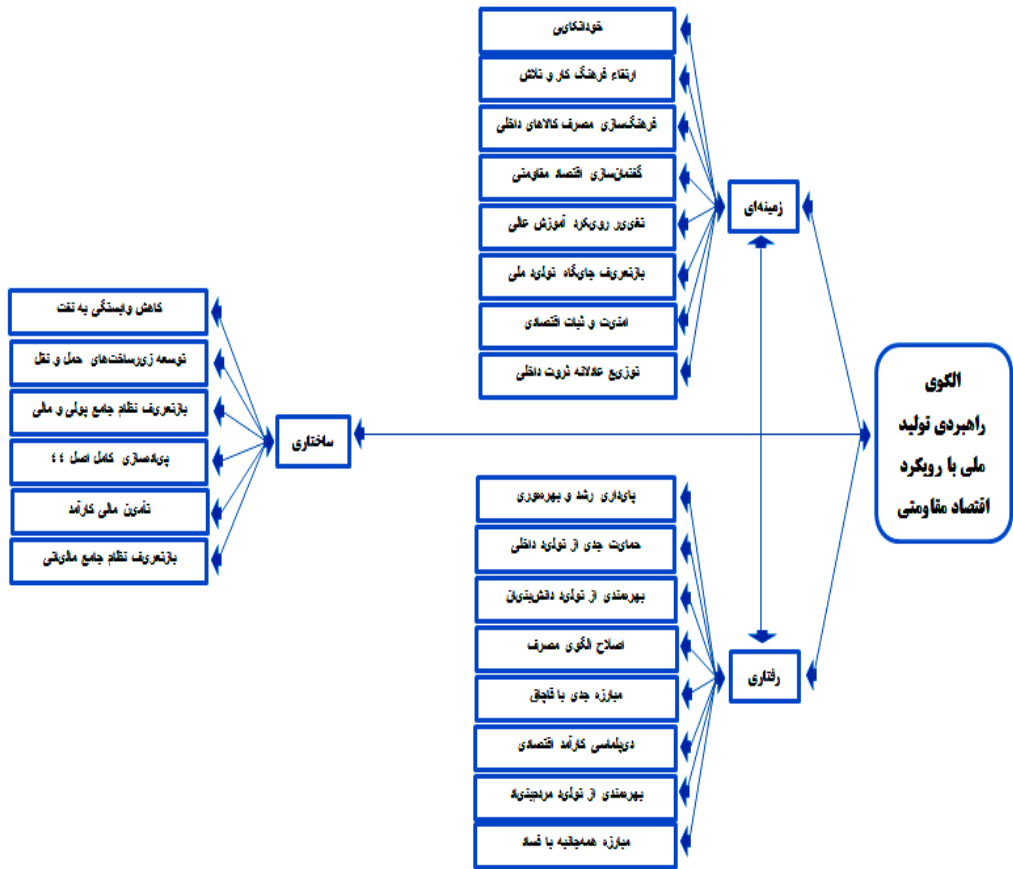 الگوی
راهبردی تولید
ملی با رویکرد
اقتصاد مقاومتی
زمینه‌ای
خوداتکایی
ارتقاء فرهنگ کار و تلاش
فرهنگ‌سازی مصرف کالاهای داخلی
گفتمان‌سازی اقتصاد مقاومتی
تغییر رویکرد آموزش عالی
بازتعریف جایگاه تولید ملی
امنیت و ثبات اقتصادی
توزیع عادلانه ثروت داخلی
رفتاری
پایداری رشد و بهره‌وری
حمایت جدی از تولید داخلی
بهره‌مندی از تولید دانش‌بنیان
اصلاح الگوی مصرف
مبارزه جدی با قاچاق
دیپلماسی کارآمد اقتصادی
بهره‌مندی از تولید مردم‌بنیاد
مبارزه همه‌جانبه با فساد
ساختاری
کاهش وابستگی به نفت
توسعه زیرساخت‌های حمل و نقل
بازتعریف نظام جامع پولی و مالی
پیاده‌سازی کامل اصل ۴۴
تأمین مالی کارآمد
بازتعریف نظام جامع مالیاتی